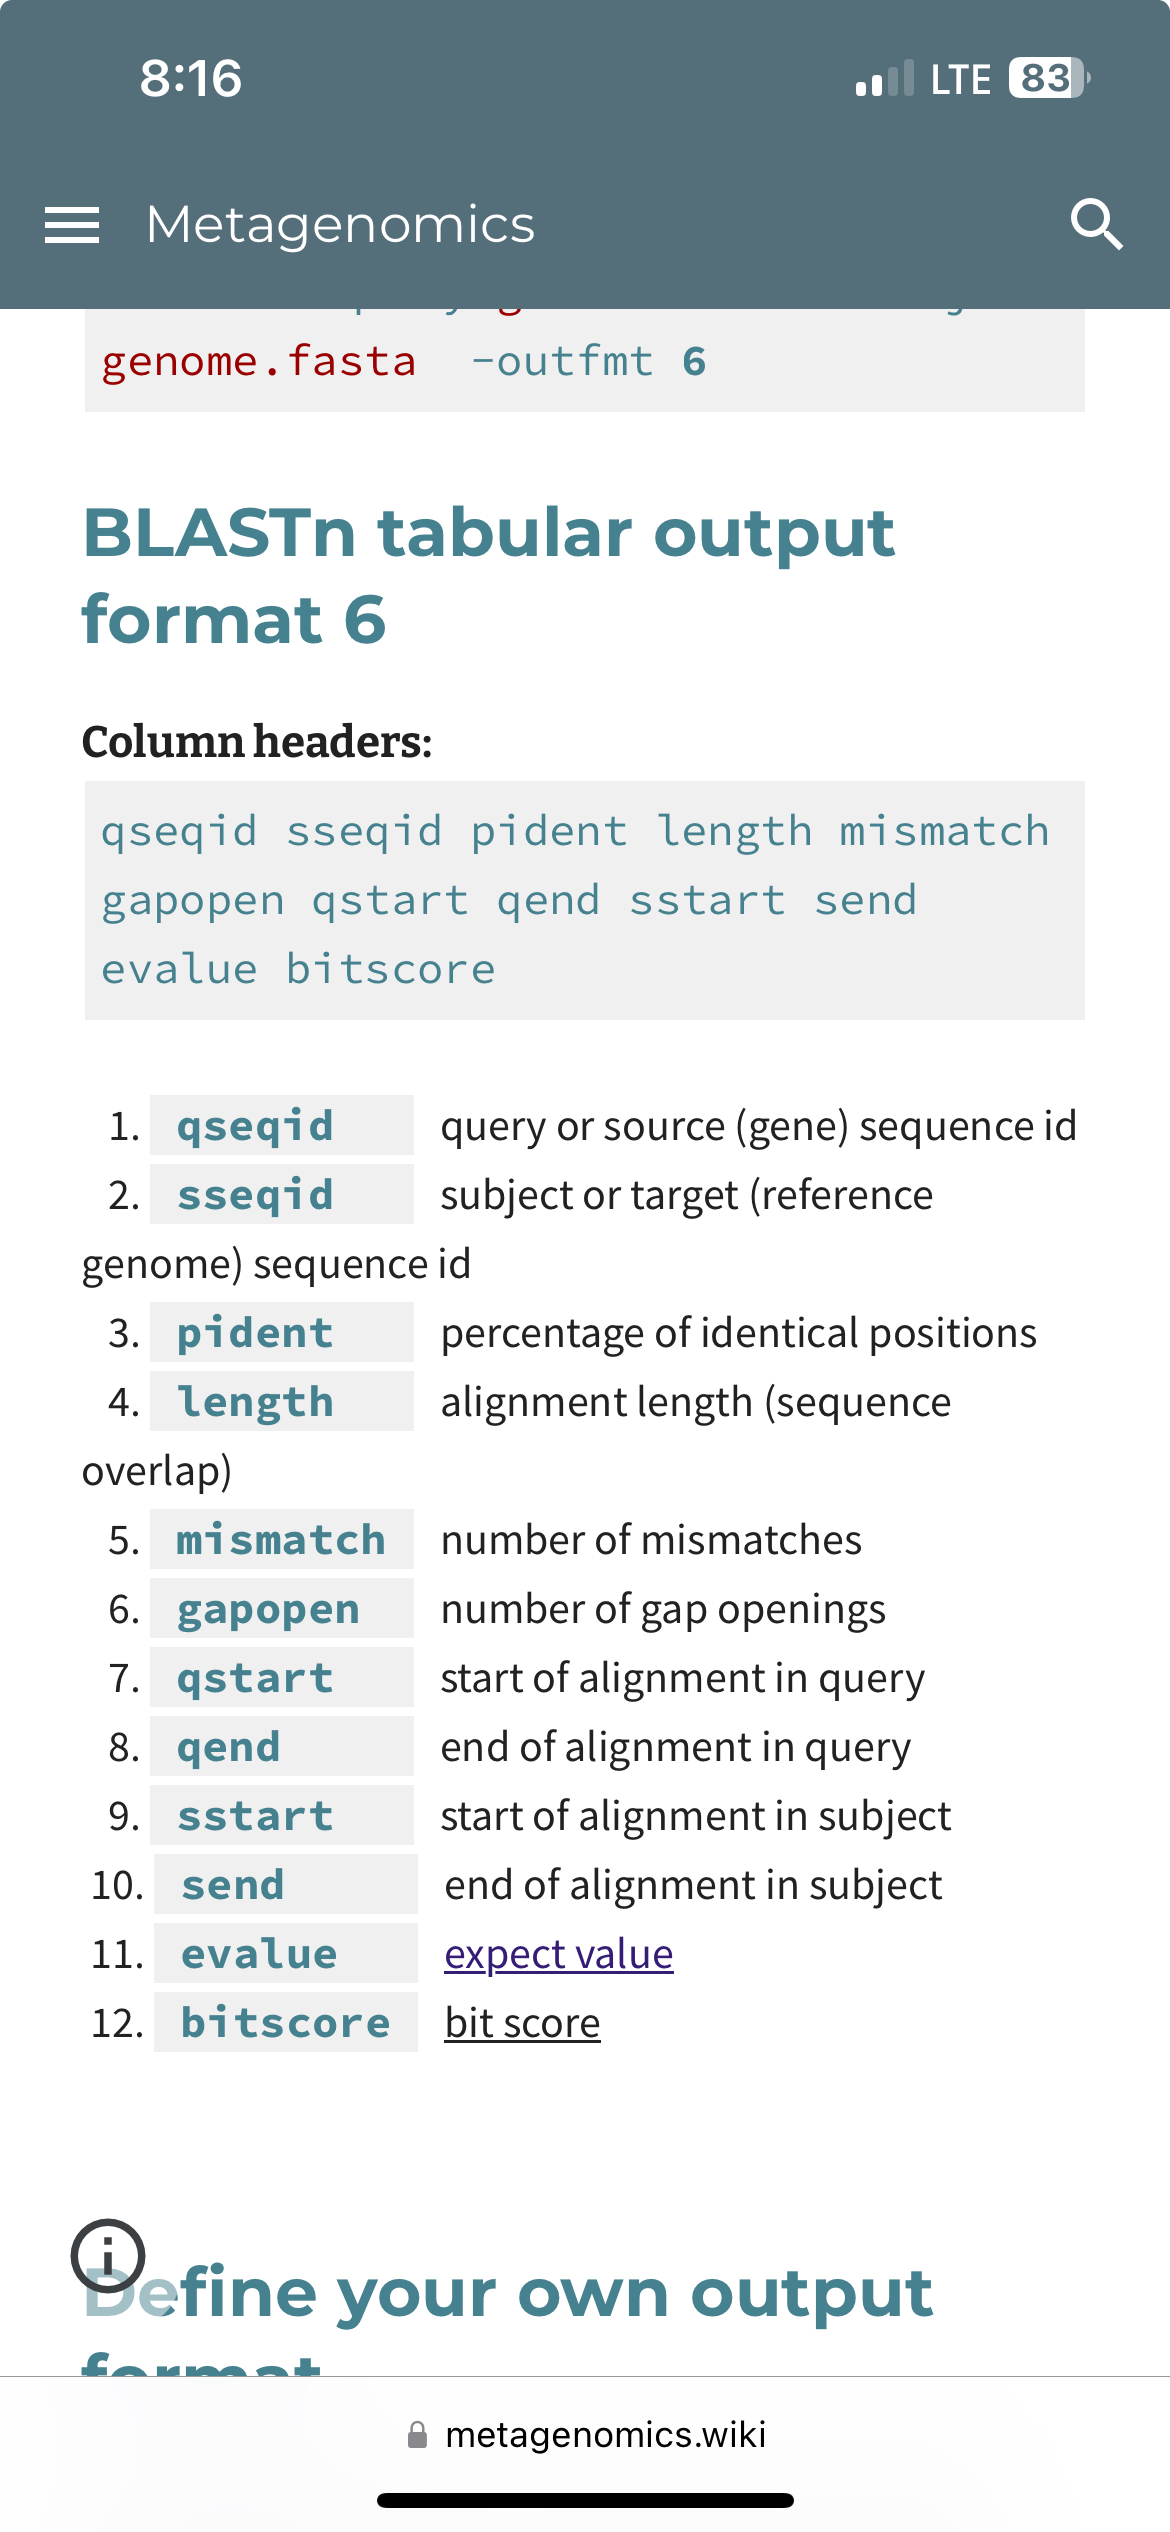 8:16 LTE 83
Metagenomics
genome.fasta -outfmt 6
BLASTn tabular output
format 6
Column headers:
qseqid sseqid pident length mismatch
gapopen qstart qend sstart send
evalue bitscore
1. qseqid query or source (gene) sequence id
2. sseqid subject or target (reference
genome) sequence id
3. pident percentage of identical positions
4. length alignment length (sequence
overlap)
5. mismatch number of mismatches
6. gapopen number of gap openings
7. qstart start of alignment in query
8. qend end of alignment in query
9. sstart start of alignment in subject
10. send end of alignment in subject
11. evalue expect value
12. bitscore bit score
Define your own output
format
metagenomics.wiki